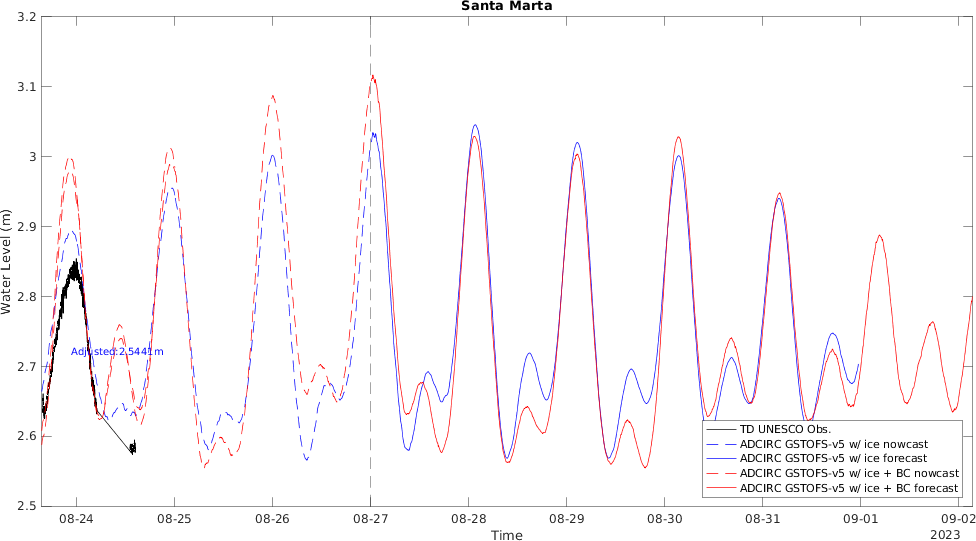 Santa Marta
3.2
3.1
3
2.9
2.8
2.7
2.6
2.5
Water Level (m)
Adjusted:2.5441m
TD UNESCO Obs.
ADCIRC GSTOFS-v5 w/ ice nowcast
ADCIRC GSTOFS-v5 w/ ice forecast
ADCIRC GSTOFS-v5 w/ ice + BC nowcast
ADCIRC GSTOFS-v5 w/ ice + BC forecast
08-24 08-25 08-26 08-27 08-28 08-29 08-30 08-31 09-01 09-02
Time
2023